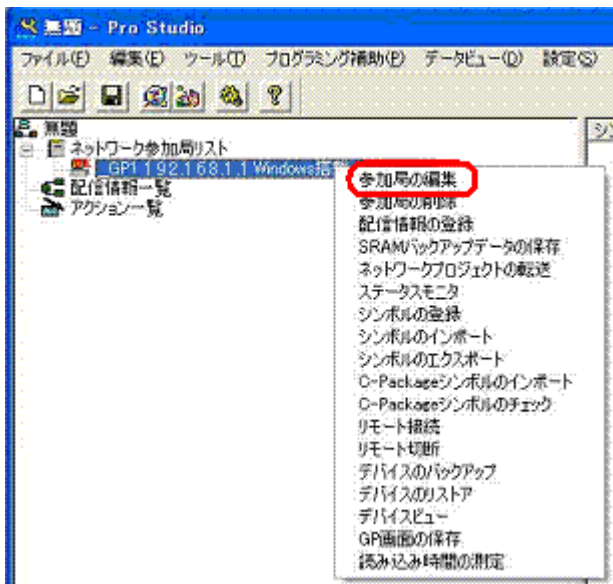 無題 - Pro Studio
ファイル(F) 編集(E) ツール(T) プログラミング補助(P) データビュー(D) 設定(S)
無題
シン
ネットワーク参加局リスト
GP1 192.168.1.1 Windows搭
配信情報一覧
アクション一覧
参加局の編集
参加局の削除
配信情報の登録
SRAMバックアップデータの保存
ネットワークプロジェクトの転送
ステータスモニタ
シンボルの登録
シンボルのインポート
シンボルのエクスポート
C-Packageシンボルのインポート
C-Packageシンボルのチェック
リモート接続
リモート切断
デバイスのバックアップ
デバイスのリストア
デバイスビュー
GP画面の保存
読み込み時間の測定